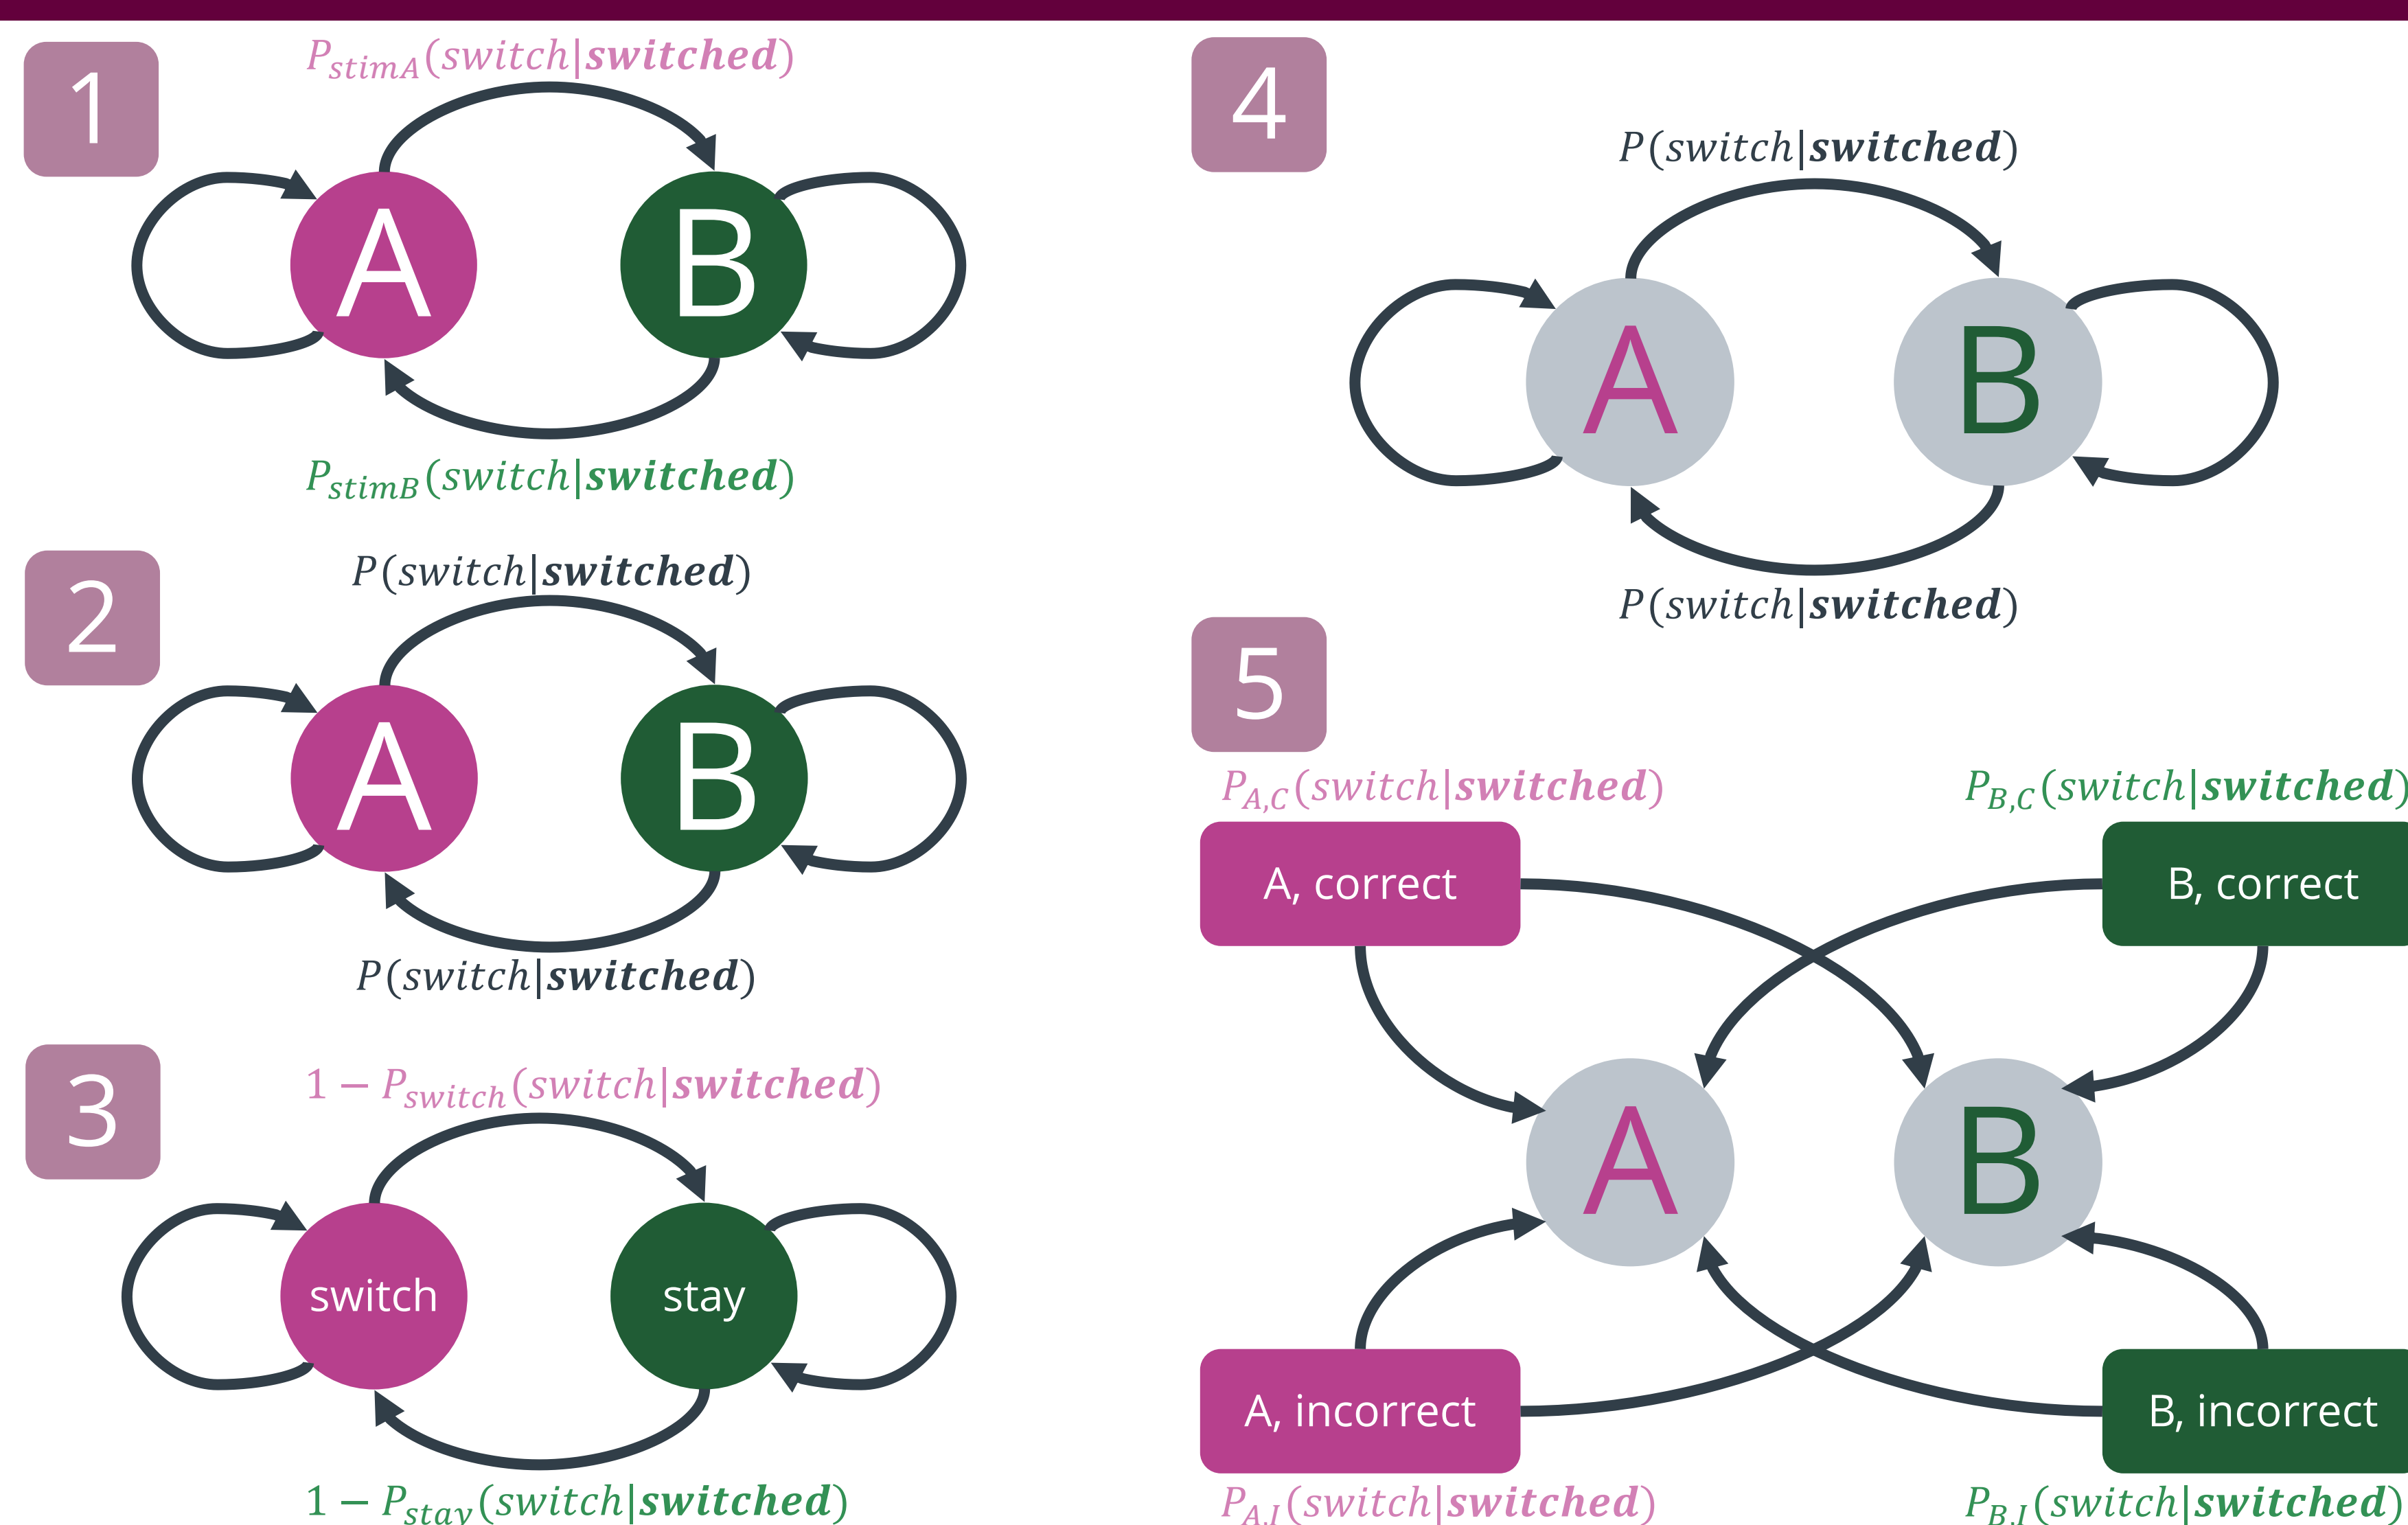 1
P_stimA(switch|switched)
A B
P_stimB(switch|switched)
2
P(switch|switched)
A B
P(switch|switched)
3
1 − P_switch(switch|switched)
switch stay
1 − P_stay(switch|switched)
4
P(switch|switched)
A B
P(switch|switched)
5
P_A,C(switch|switched) P_B,C(switch|switched)
A, correct B, correct
A B
A, incorrect B, incorrect
P_A,I(switch|switched) P_B,I(switch|switched)